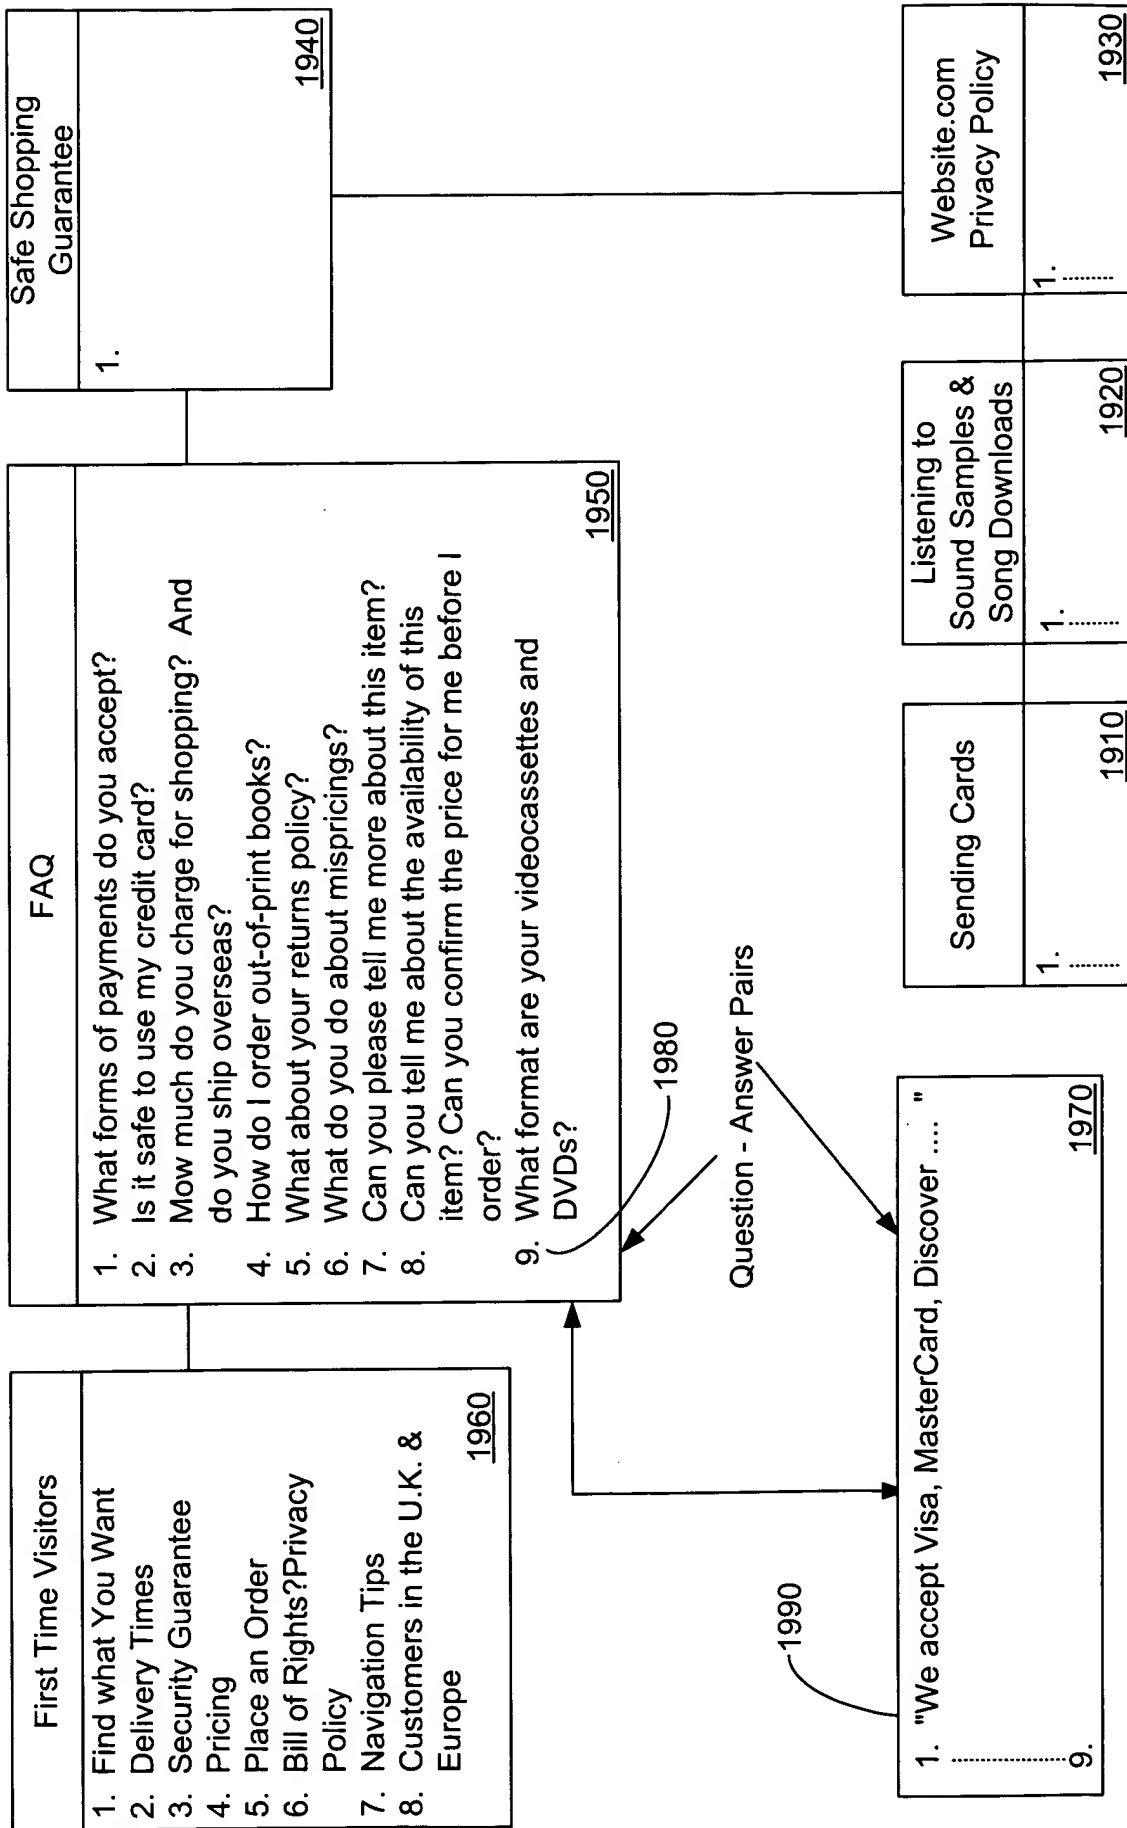 First Time Visitors
1. Find what You Want
2. Delivery Times
3. Security Guarantee
4. Pricing
5. Place an Order
6. Bill of Rights?Privacy
Policy
7. Navigation Tips
8. Customers in the U.K. &
Europe
1960
FAQ
1. What forms of payments do you accept?
2. Is it safe to use my credit card?
3. Mow much do you charge for shopping? And
do you ship overseas?
4. How do I order out-of-print books?
5. What about your returns policy?
6. What do you do about mispricings?
7. Can you please tell me more about this item?
8. Can you tell me about the availability of this
item? Can you confirm the price for me before I
order?
9. What format are your videocassettes and
DVDs?
1950
Safe Shopping
Guarantee
1.
1940
1980
Question - Answer Pairs
1990
1. "We accept Visa, MasterCard, Discover .... "
9.
1970
Sending Cards
1.
1910
Listening to
Sound Samples &
Song Downloads
1.
1920
Website.com
Privacy Policy
1.
1930